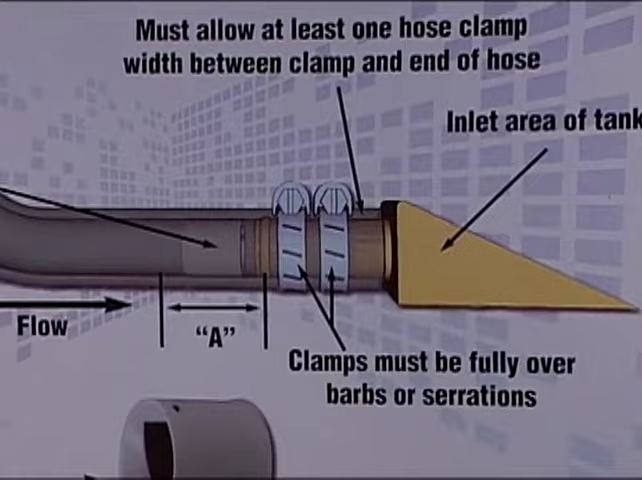 Must allow at least one hose clamp
width between clamp and end of hose
Inlet area of tank
Flow
“A”
Clamps must be fully over
barbs or serrations